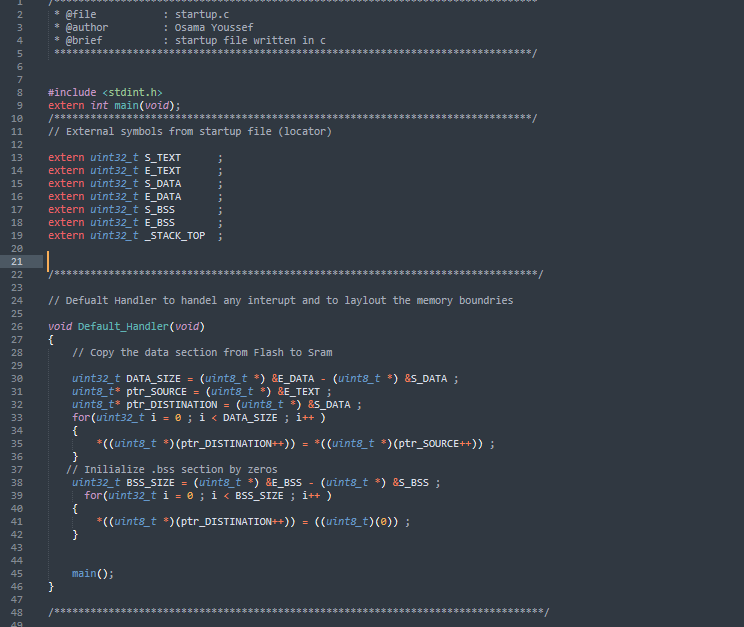 1 /********************************************************************************
2 * @file : startup.c
3 * @author : Osama Youssef
4 * @brief : startup file written in c
5 ********************************************************************************/
6
7
8 #include <stdint.h>
9 extern int main(void);
10 /********************************************************************************/
11 // External symbols from startup file (locator)
12
13 extern uint32_t S_TEXT ;
14 extern uint32_t E_TEXT ;
15 extern uint32_t S_DATA ;
16 extern uint32_t E_DATA ;
17 extern uint32_t S_BSS ;
18 extern uint32_t E_BSS ;
19 extern uint32_t _STACK_TOP ;
20
21
22 /*********************************************************************************/
23
24 // Defualt Handler to handel any interupt and to laylout the memory boundries
25
26 void Default_Handler(void)
27 {
28 // Copy the data section from Flash to Sram
29
30 uint32_t DATA_SIZE = (uint8_t *) &E_DATA - (uint8_t *) &S_DATA ;
31 uint8_t* ptr_SOURCE = (uint8_t *) &E_TEXT ;
32 uint8_t* ptr_DISTINATION = (uint8_t *) &S_DATA ;
33 for(uint32_t i = 0 ; i < DATA_SIZE ; i++ )
34 {
35 *((uint8_t *)(ptr_DISTINATION++)) = *((uint8_t *)(ptr_SOURCE++)) ;
36 }
37 // Inilialize .bss section by zeros
38 uint32_t BSS_SIZE = (uint8_t *) &E_BSS - (uint8_t *) &S_BSS ;
39 for(uint32_t i = 0 ; i < BSS_SIZE ; i++ )
40 {
41 *((uint8_t *)(ptr_DISTINATION++)) = ((uint8_t)(0)) ;
42 }
43
44
45 main();
46 }
47
48 /**********************************************************************************/
49